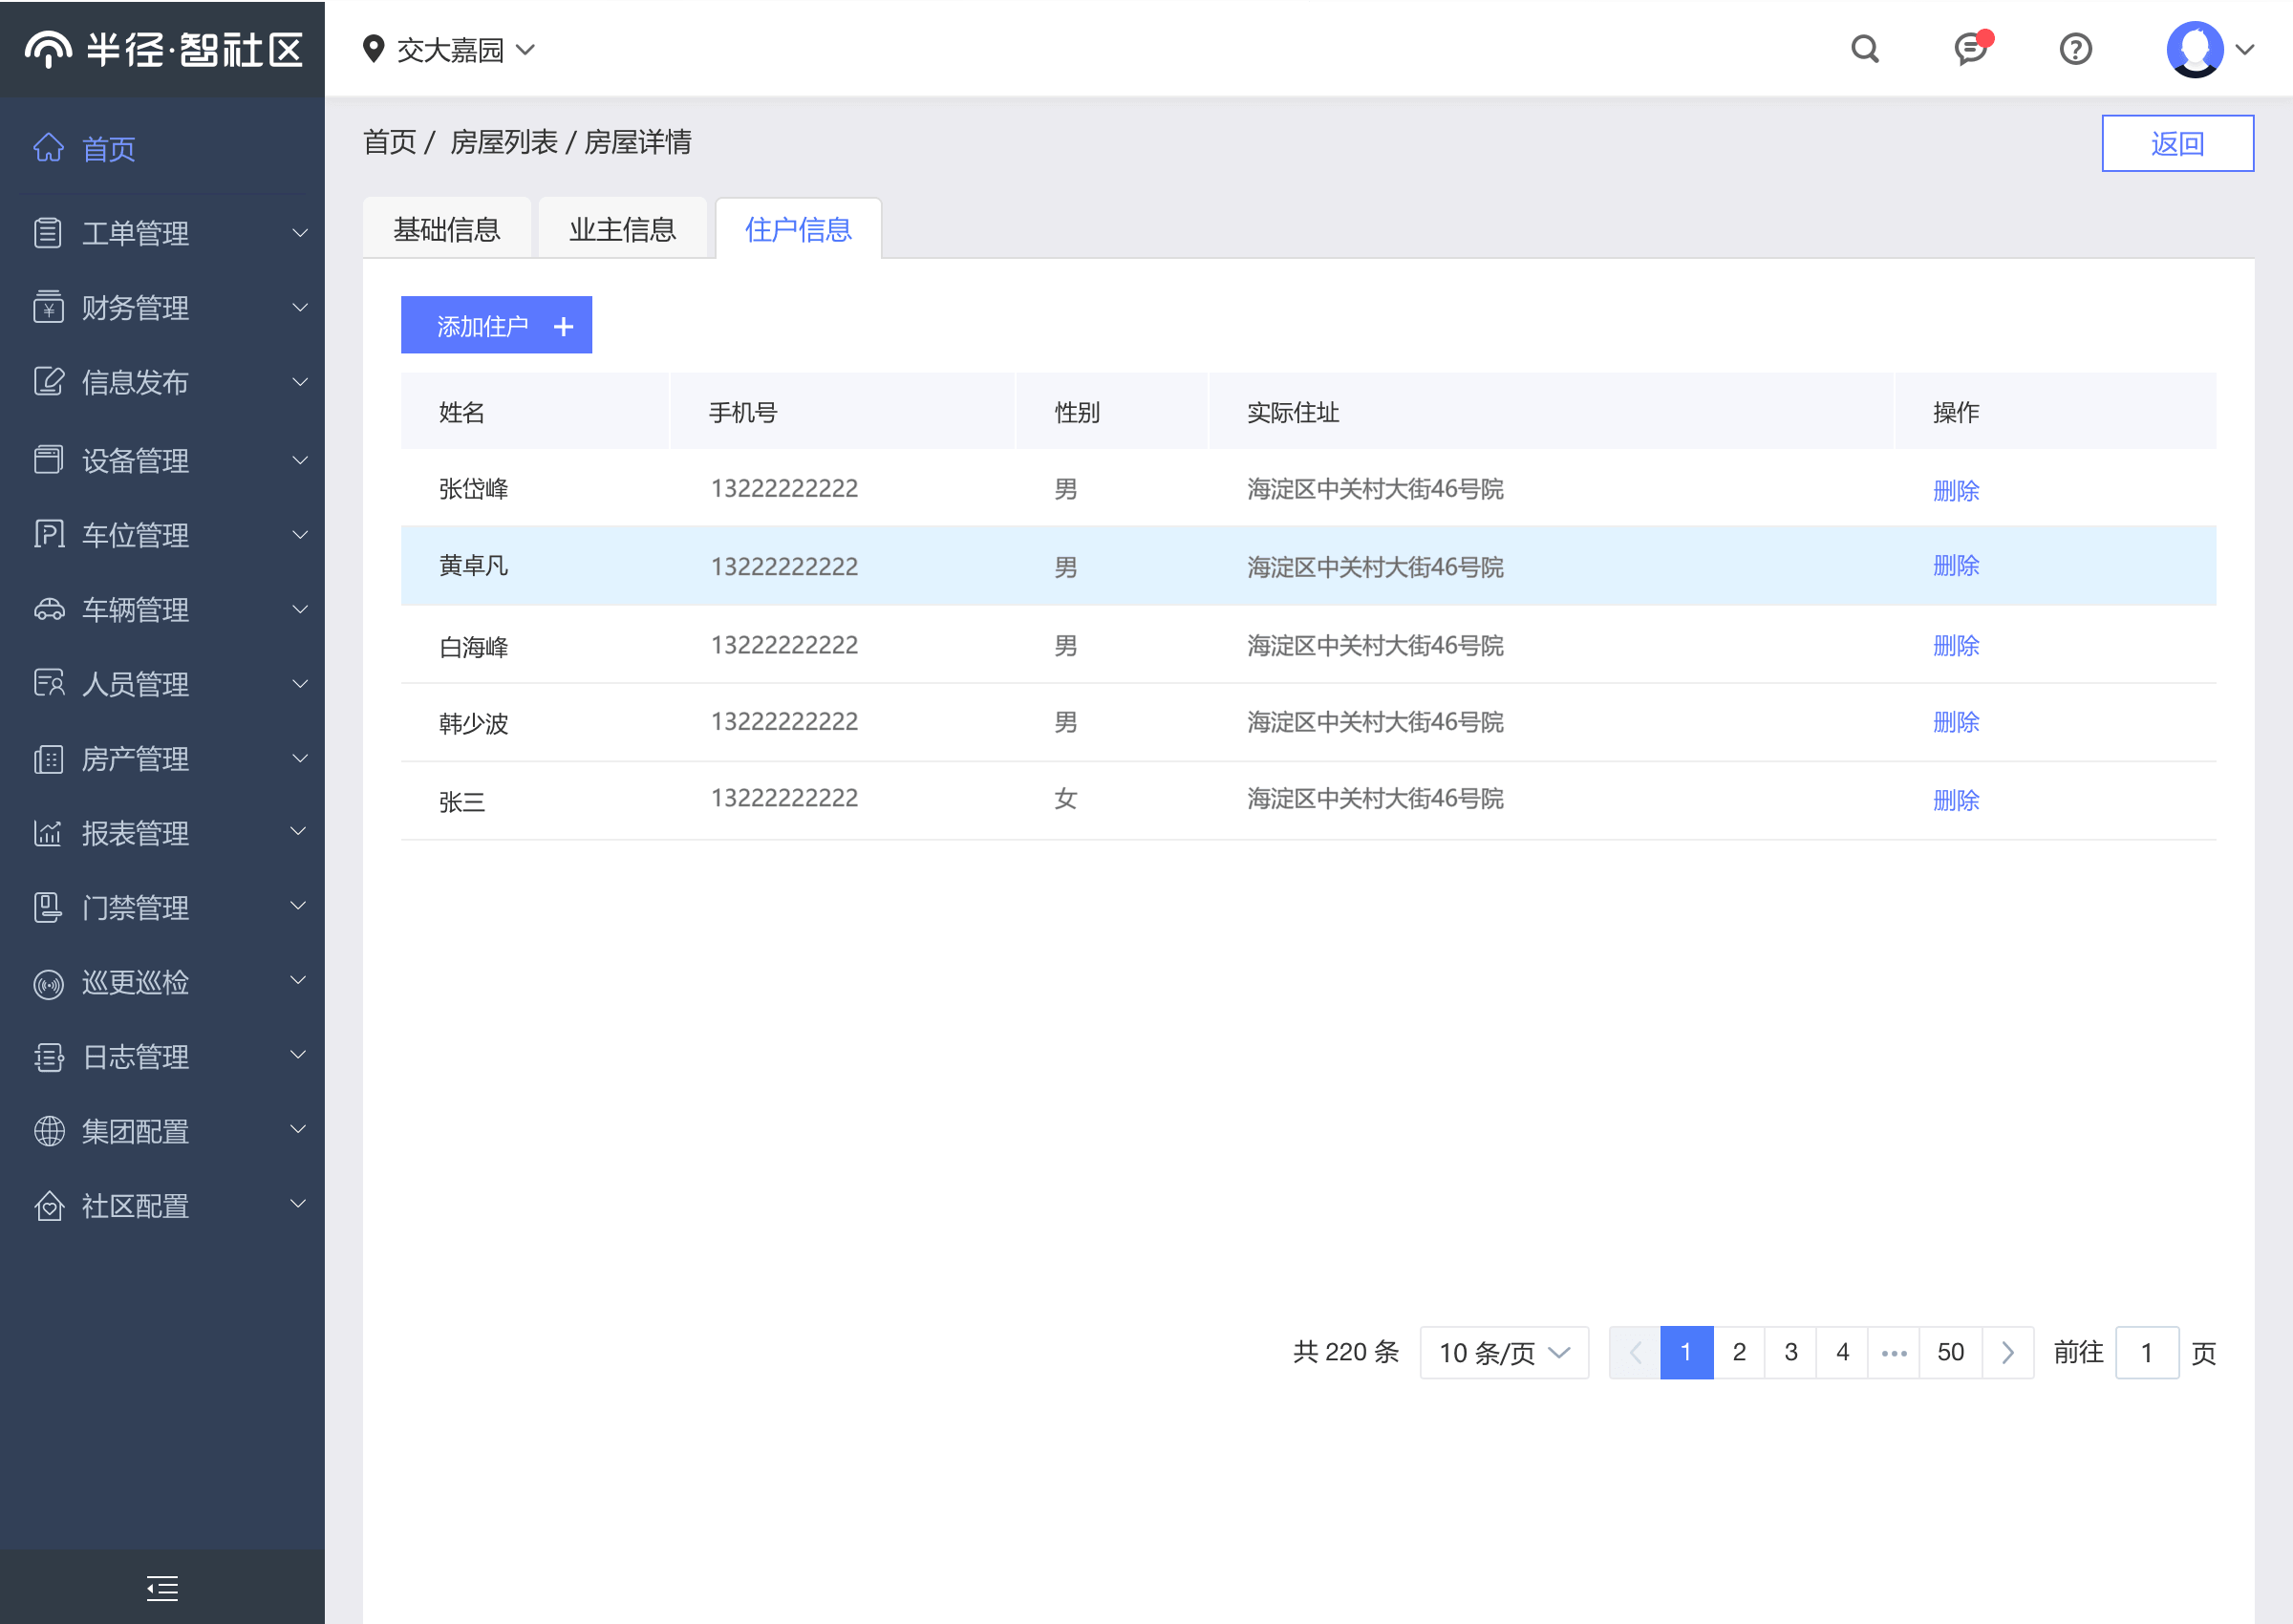 半径·智社区
交大嘉园
首页
工单管理
财务管理
信息发布
设备管理
车位管理
车辆管理
人员管理
房产管理
报表管理
门禁管理
巡更巡检
日志管理
集团配置
社区配置
首页 / 房屋列表 / 房屋详情
返回
基础信息 业主信息 住户信息
添加住户 +
姓名 手机号 性别 实际住址 操作
张岱峰 13222222222 男 海淀区中关村大街46号院 删除
黄卓凡 13222222222 男 海淀区中关村大街46号院 删除
白海峰 13222222222 男 海淀区中关村大街46号院 删除
韩少波 13222222222 男 海淀区中关村大街46号院 删除
张三 13222222222 女 海淀区中关村大街46号院 删除
共 220 条 10 条/页 1 2 3 4 ••• 50 前往 1 页